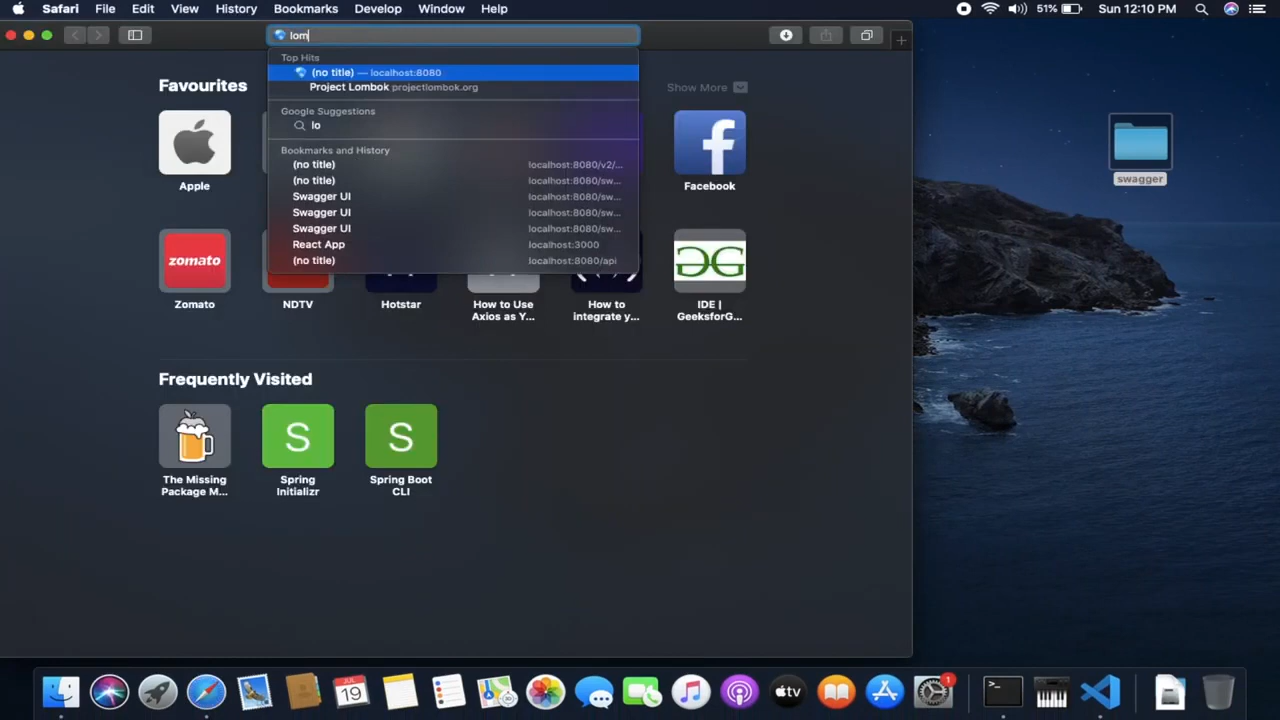 Safari File Edit View History Bookmarks Develop Window Help 51% Sun 12:10 PM
lom
Top Hits
(no title) — localhost:8080
Project Lombok projectlombok.org
Google Suggestions
lo
Bookmarks and History
(no title) localhost:8080/v2/...
(no title) localhost:8080/sw...
Swagger UI localhost:8080/sw...
Swagger UI localhost:8080/sw...
Swagger UI localhost:8080/sw...
React App localhost:3000
(no title) localhost:8080/api
Favourites
Show More
Apple
Facebook
swagger
zomato
Zomato
NDTV
Hotstar
How to Use
Axios as Y...
How to
integrate y...
IDE |
GeeksforG...
Frequently Visited
The Missing
Package M...
S
Spring
Initializr
S
Spring Boot
CLI
JUL
19
tv
1